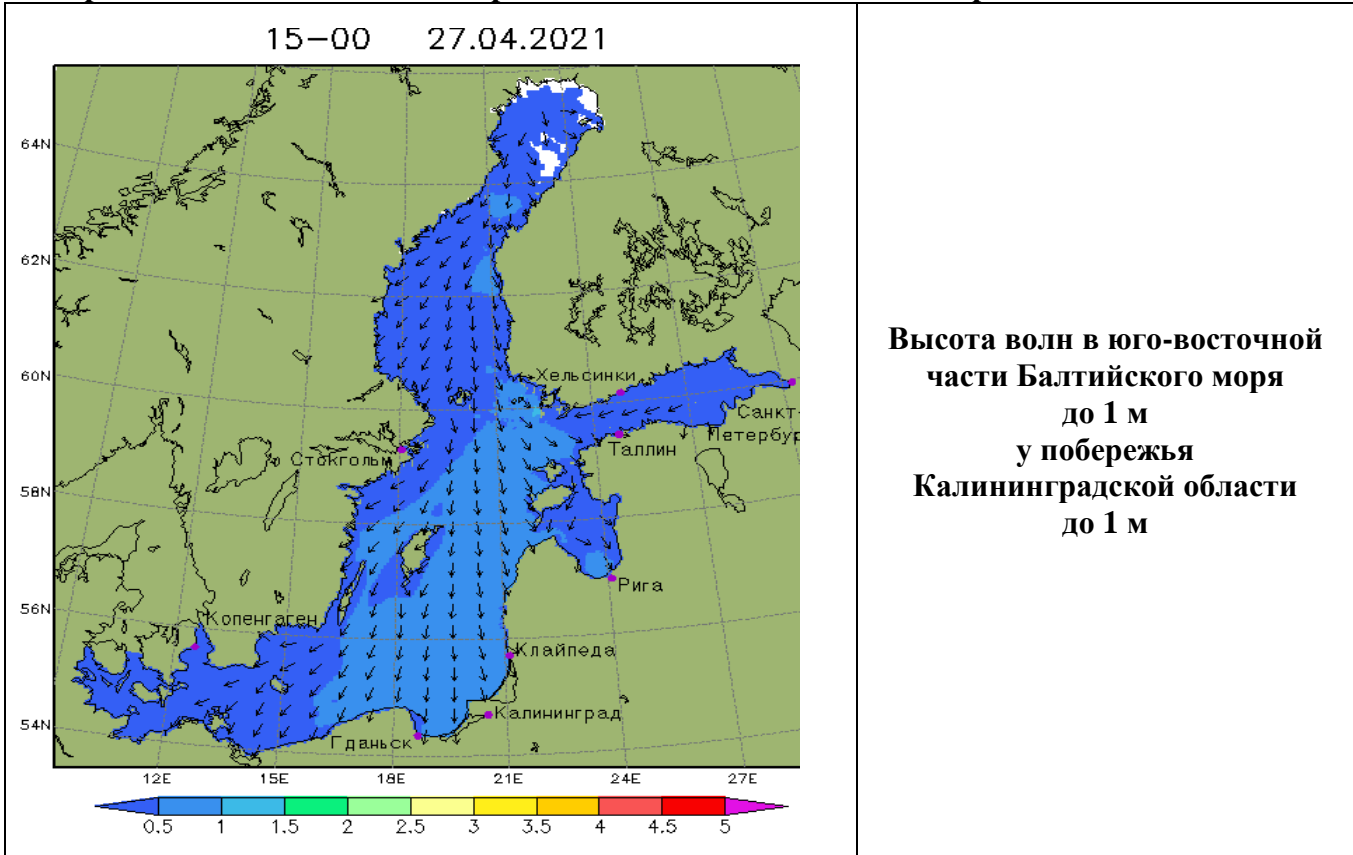 15-00 27.04.2021
64N
62N
60N
58N
56N
54N
Хельсинки
Санкт-
Петербур
Таллин
Стокгольм
Рига
Копенгаген
Клайпеда
Калининград
Гданьск
12E 15E 18E 21E 24E 27E
0.5 1 1.5 2 2.5 3 3.5 4 4.5 5
Высота волн в юго-восточной
части Балтийского моря
до 1 м
у побережья
Калининградской области
до 1 м